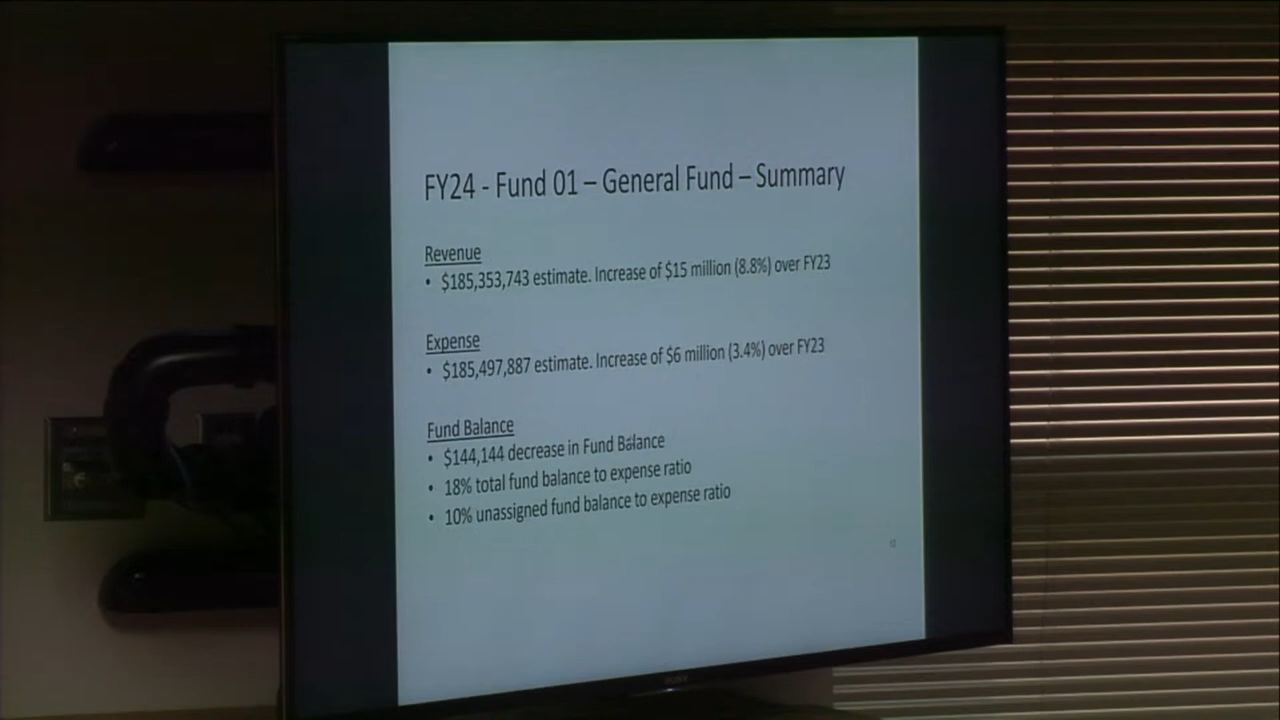 FY24 - Fund 01 – General Fund – Summary
Revenue
• $185,353,743 estimate. Increase of $15 million (8.8%) over FY23
Expense
• $185,497,887 estimate. Increase of $6 million (3.4%) over FY23
Fund Balance
• $144,144 decrease in Fund Balance
• 18% total fund balance to expense ratio
• 10% unassigned fund balance to expense ratio
SONY